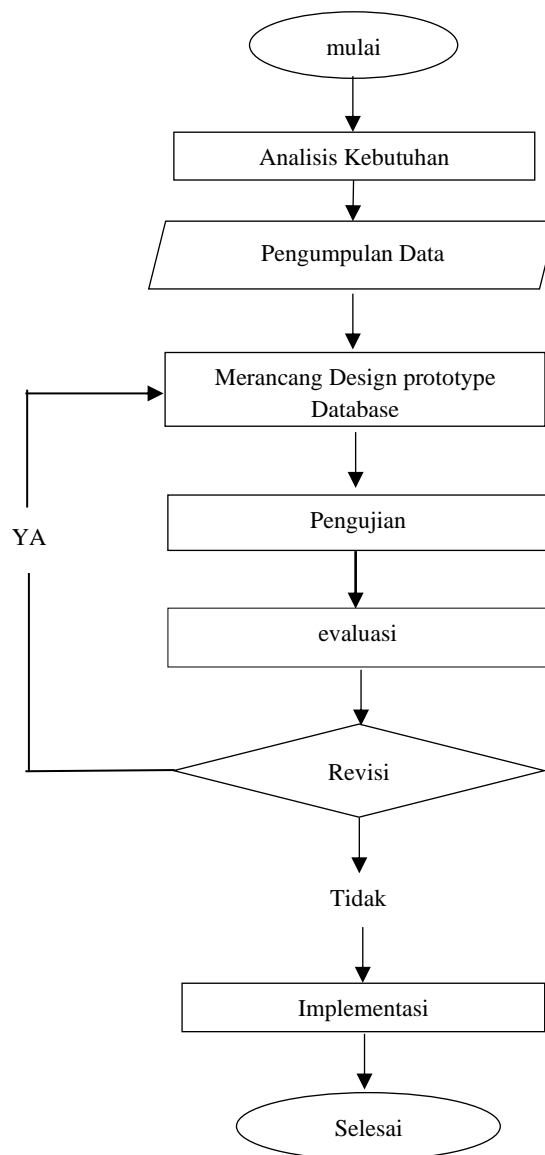 mulai
Analisis Kebutuhan
Pengumpulan Data
Merancang Design prototype
Database
Pengujian
YA
evaluasi
Revisi
Tidak
Implementasi
Selesai